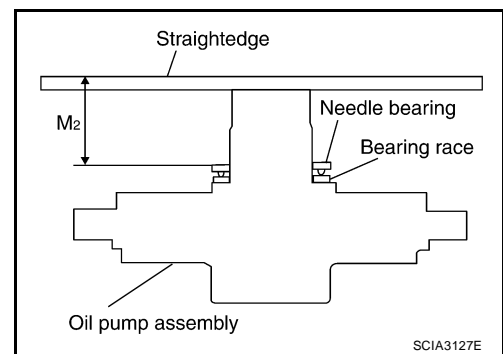 Straightedge
M2
Needle bearing
Bearing race
Oil pump assembly
SCIA3127E